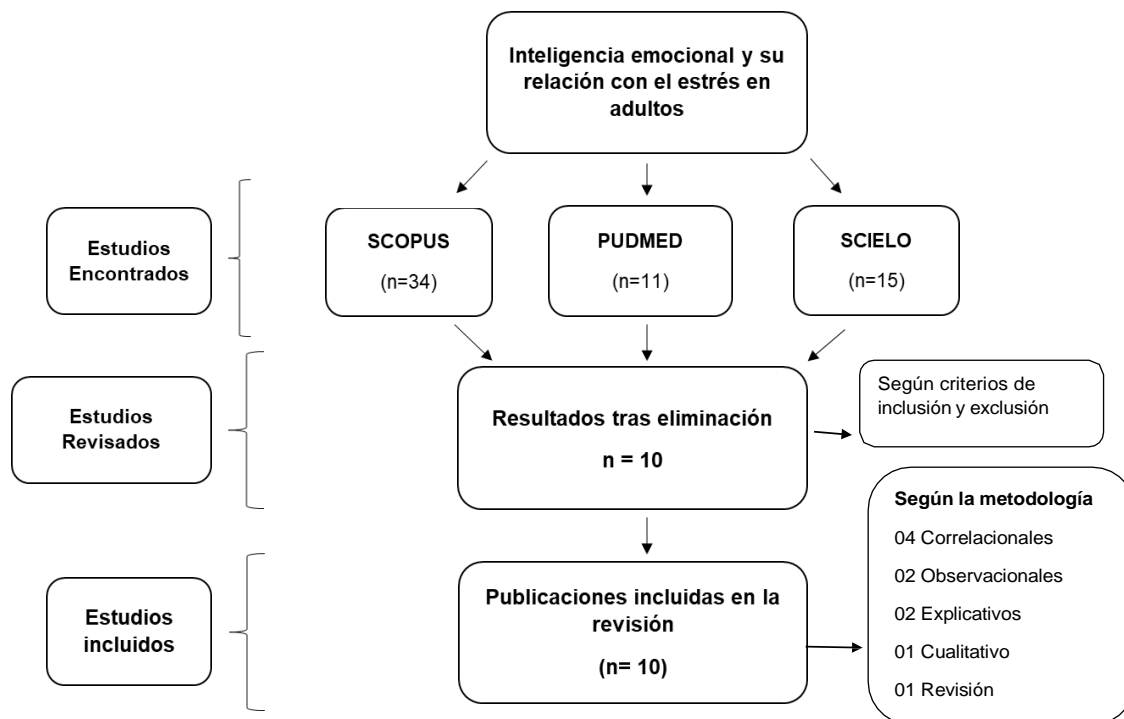 Inteligencia emocional y su
relación con el estrés en
adultos
Estudios
Encontrados
SCOPUS
(n=34)
PUDMED
(n=11)
SCIELO
(n=15)
Estudios
Revisados
Resultados tras eliminación
n = 10
Según criterios de
inclusión y exclusión
Estudios
incluidos
Publicaciones incluidas en la
revisión
(n= 10)
Según la metodología
04 Correlacionales
02 Observacionales
02 Explicativos
01 Cualitativo
01 Revisión